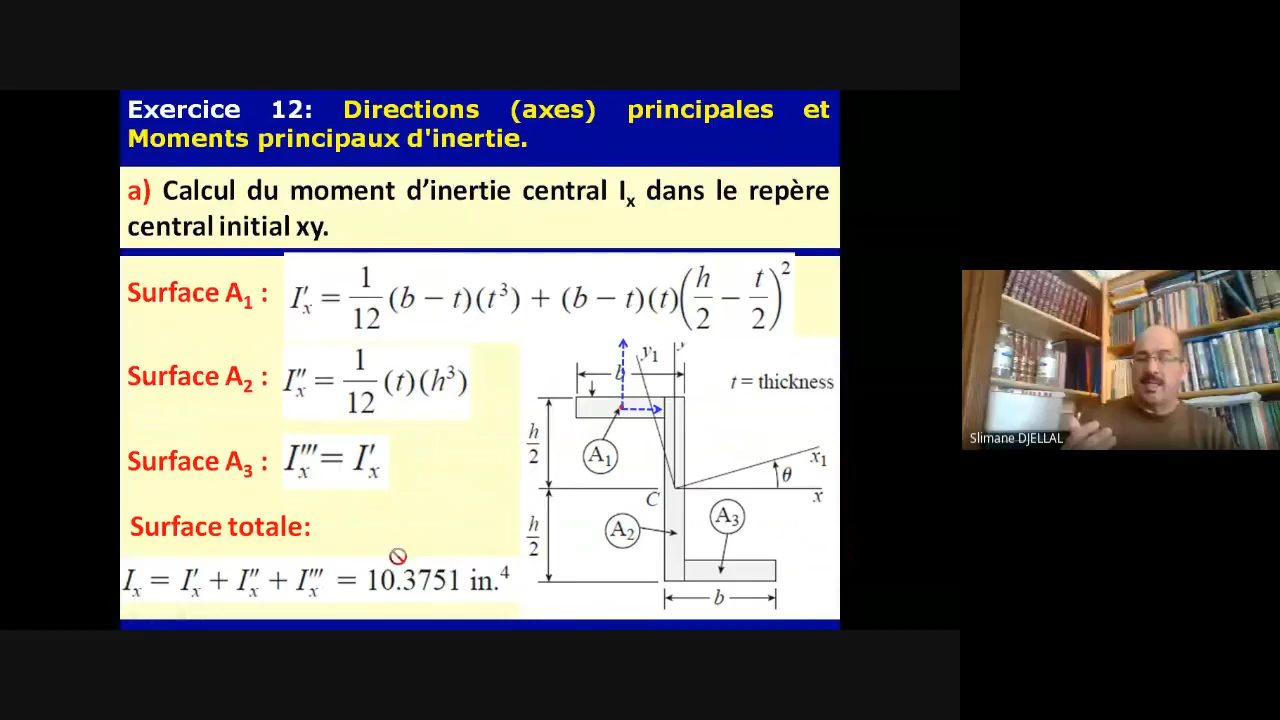 Exercice 12: Directions (axes) principales et
Moments principaux d'inertie.
a) Calcul du moment d’inertie central Iₓ dans le repère
central initial xy.
Surface A₁ : I′ₓ = 1/12 (b − t)(t³) + (b − t)(t)(h/2 − t/2)²
Surface A₂ : I″ₓ = 1/12 (t)(h³)
Surface A₃ : I‴ₓ = I′ₓ
Surface totale:
Iₓ = I′ₓ + I″ₓ + I‴ₓ = 10.3751 in.⁴
y₁
y
b
t = thickness
h/2
A₁
x₁
θ
C
x
h/2
A₂
A₃
b
Slimane DJELLAL